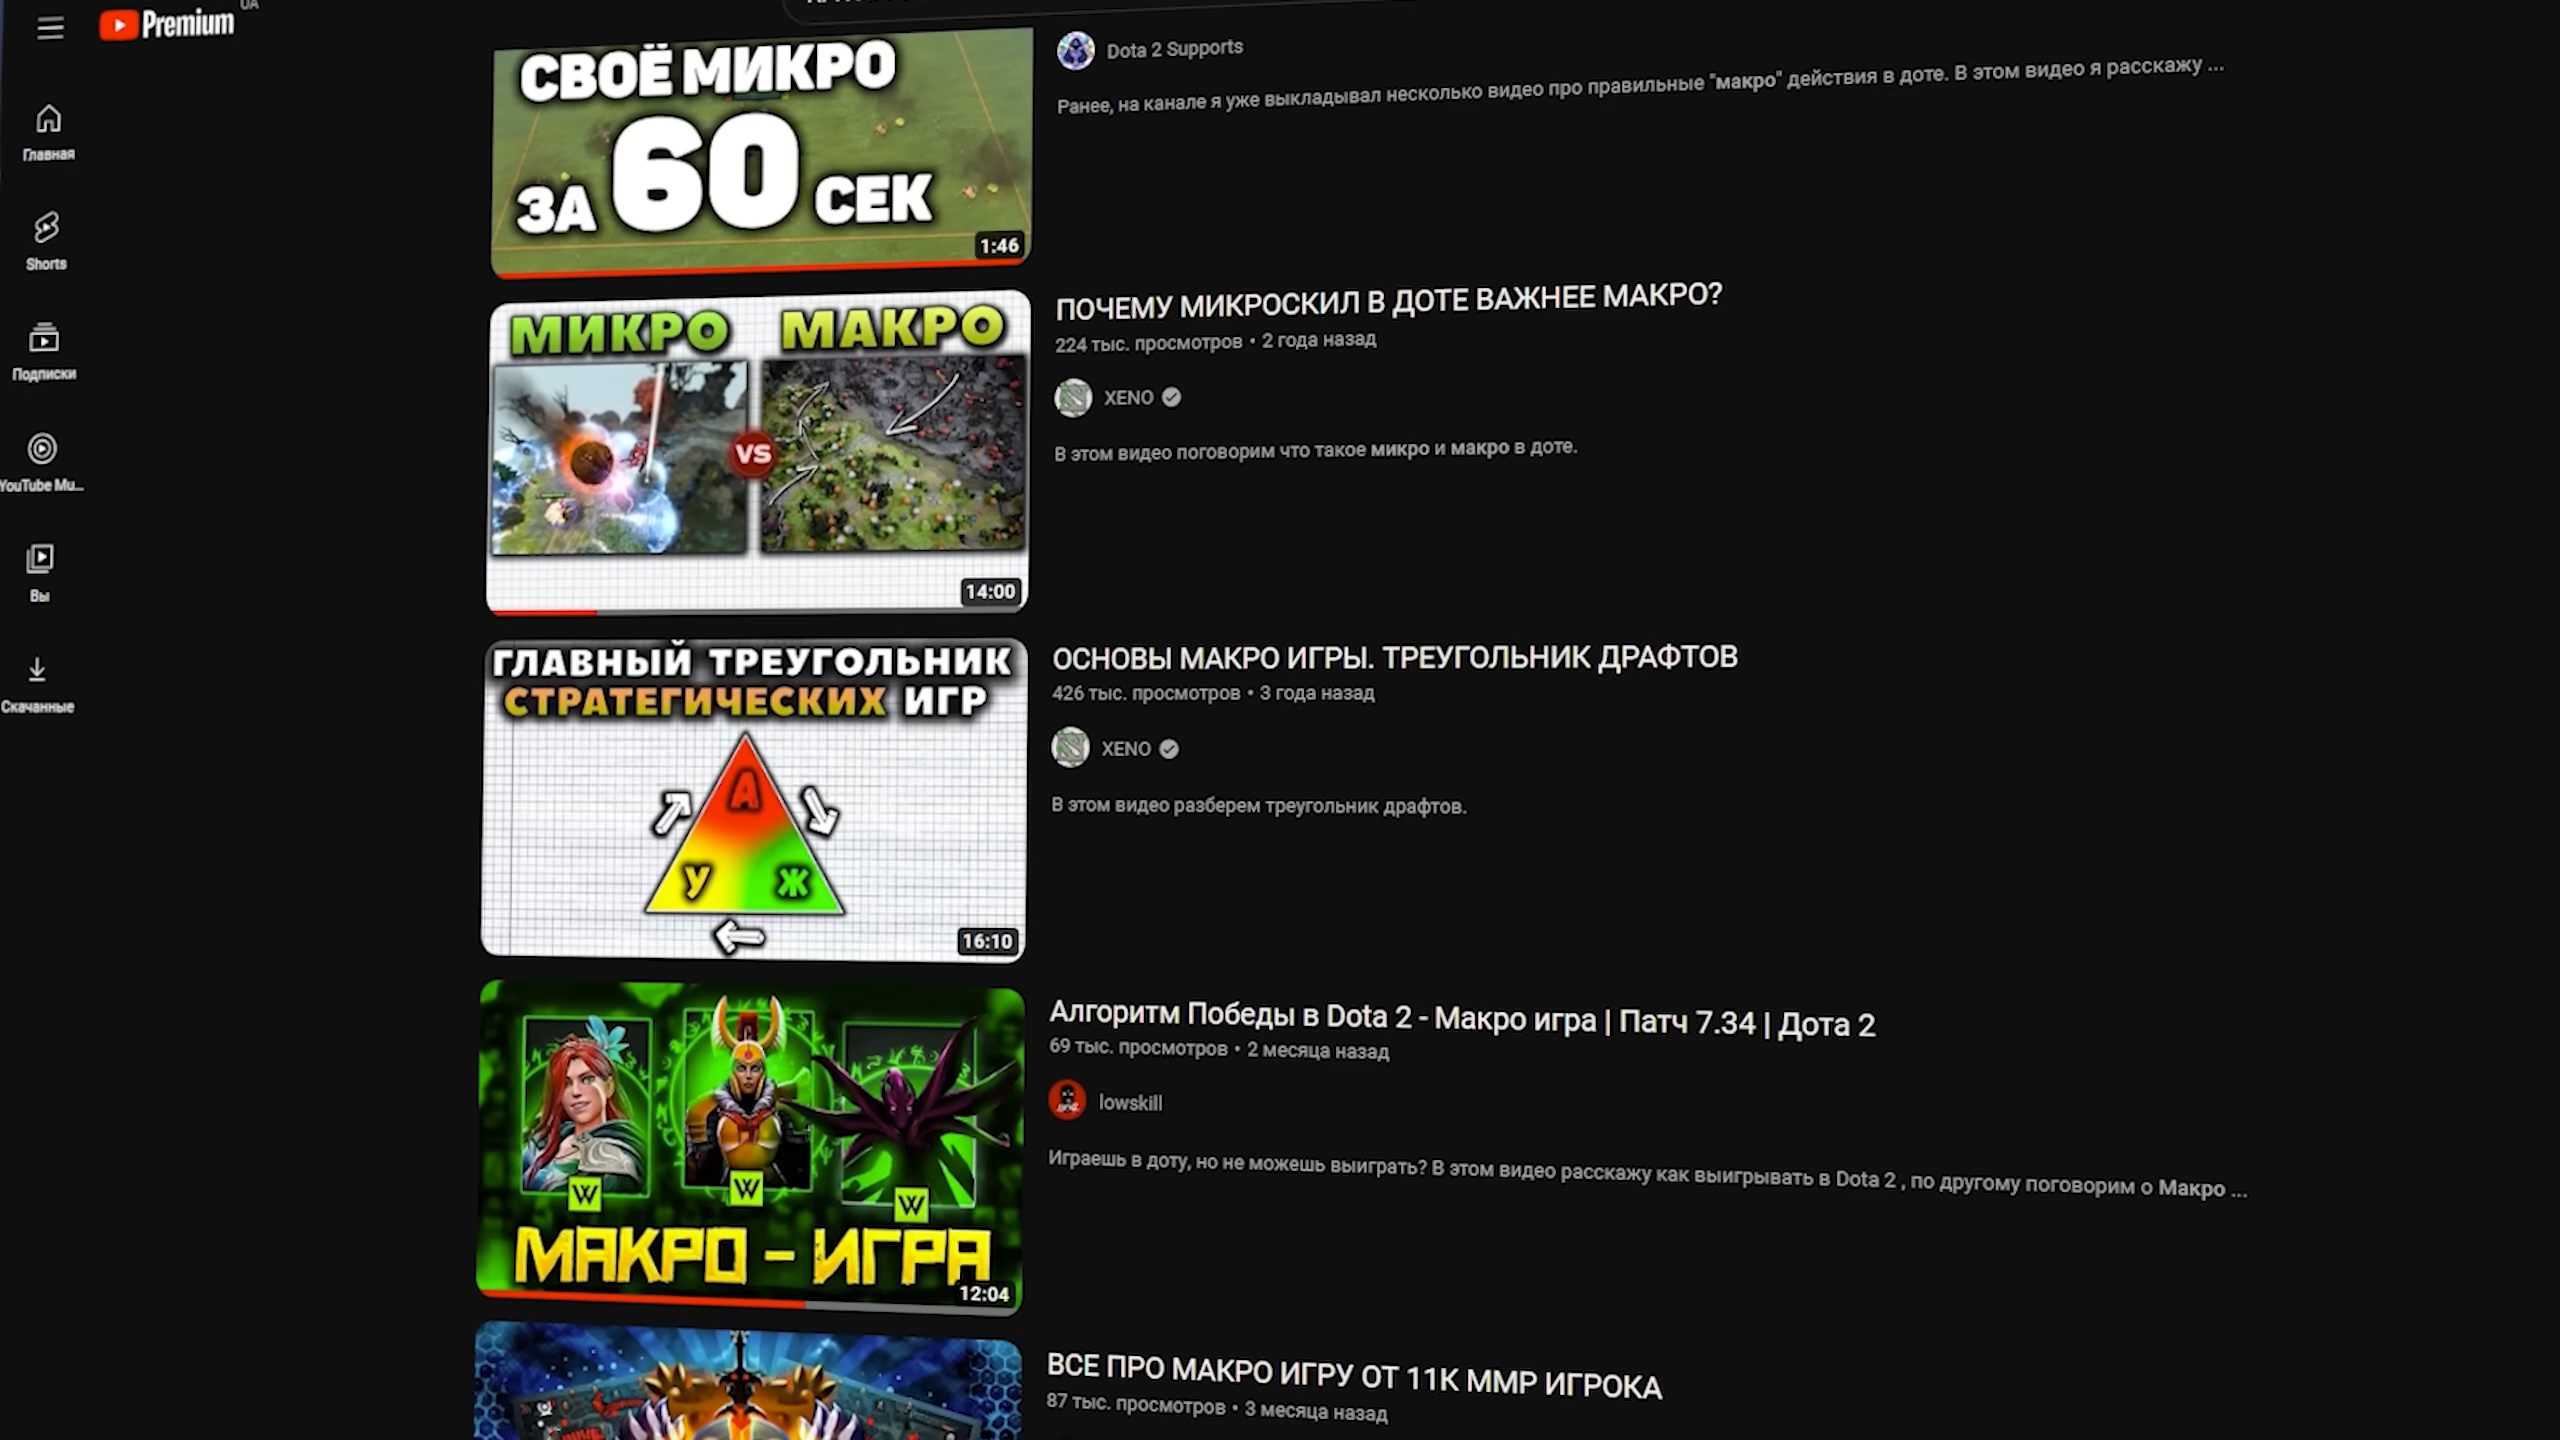 Premium
UA
Главная
Shorts
Подписки
YouTube Mu...
Вы
Скачанные
СВОЁ МИКРО
ЗА 60 СЕК
1:46
Dota 2 Supports
Ранее, на канале я уже выкладывал несколько видео про правильные "макро" действия в доте. В этом видео я расскажу ...
МИКРО
МАКРО
VS
14:00
ПОЧЕМУ МИКРОСКИЛ В ДОТЕ ВАЖНЕЕ МАКРО?
224 тыс. просмотров • 2 года назад
XENO
В этом видео поговорим что такое микро и макро в доте.
ГЛАВНЫЙ ТРЕУГОЛЬНИК
СТРАТЕГИЧЕСКИХ ИГР
А
У
Ж
16:10
ОСНОВЫ МАКРО ИГРЫ. ТРЕУГОЛЬНИК ДРАФТОВ
426 тыс. просмотров • 3 года назад
XENO
В этом видео разберем треугольник драфтов.
W
W
W
МАКРО - ИГРА
12:04
Алгоритм Победы в Dota 2 - Макро игра | Патч 7.34 | Дота 2
69 тыс. просмотров • 2 месяца назад
lowskill
Играешь в доту, но не можешь выиграть? В этом видео расскажу как выигрывать в Dota 2 , по другому поговорим о Макро ...
ВСЕ ПРО МАКРО ИГРУ ОТ 11К ММР ИГРОКА
87 тыс. просмотров • 3 месяца назад